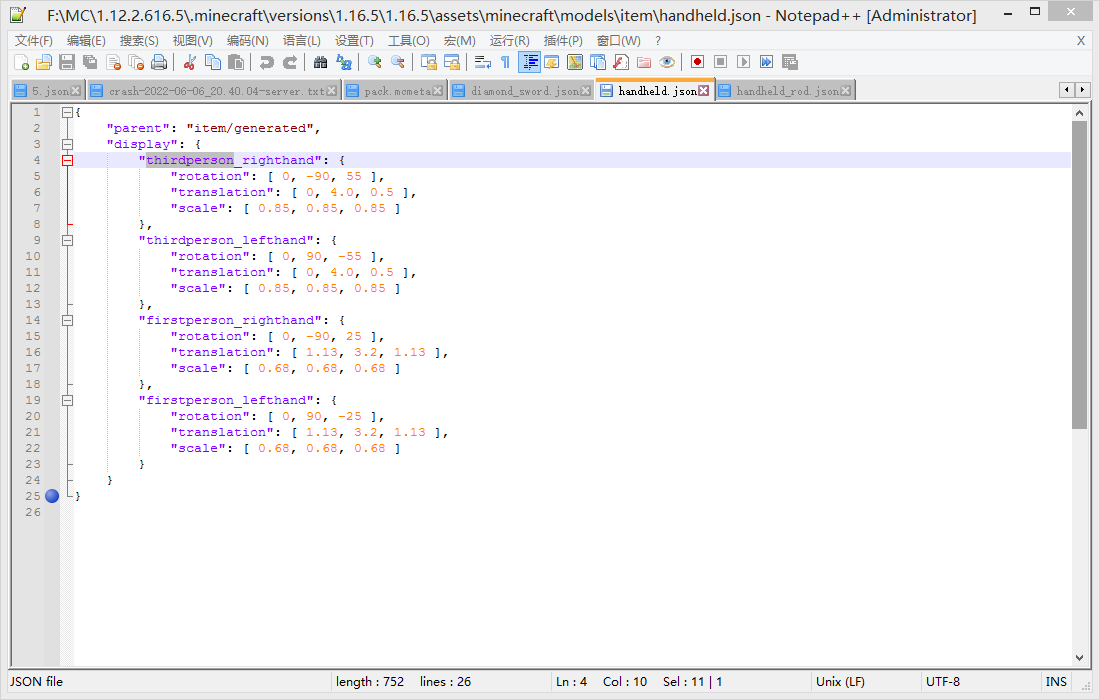 F:\MC\1.12.2.616.5\.minecraft\versions\1.16.5\1.16.5\assets\minecraft\models\item\handheld.json - Notepad++ [Administrator]
文件(F) 编辑(E) 搜索(S) 视图(V) 编码(N) 语言(L) 设置(T) 工具(O) 宏(M) 运行(R) 插件(P) 窗口(W) ? X
5.json crash-2022-06-06_20.40.04-server.txt pack.mcmeta diamond_sword.json handheld.json handheld_rod.json
1 {
2 "parent": "item/generated",
3 "display": {
4 "thirdperson_righthand": {
5 "rotation": [ 0, -90, 55 ],
6 "translation": [ 0, 4.0, 0.5 ],
7 "scale": [ 0.85, 0.85, 0.85 ]
8 },
9 "thirdperson_lefthand": {
10 "rotation": [ 0, 90, -55 ],
11 "translation": [ 0, 4.0, 0.5 ],
12 "scale": [ 0.85, 0.85, 0.85 ]
13 },
14 "firstperson_righthand": {
15 "rotation": [ 0, -90, 25 ],
16 "translation": [ 1.13, 3.2, 1.13 ],
17 "scale": [ 0.68, 0.68, 0.68 ]
18 },
19 "firstperson_lefthand": {
20 "rotation": [ 0, 90, -25 ],
21 "translation": [ 1.13, 3.2, 1.13 ],
22 "scale": [ 0.68, 0.68, 0.68 ]
23 }
24 }
25 }
26
JSON file length : 752 lines : 26 Ln : 4 Col : 10 Sel : 11 | 1 Unix (LF) UTF-8 INS